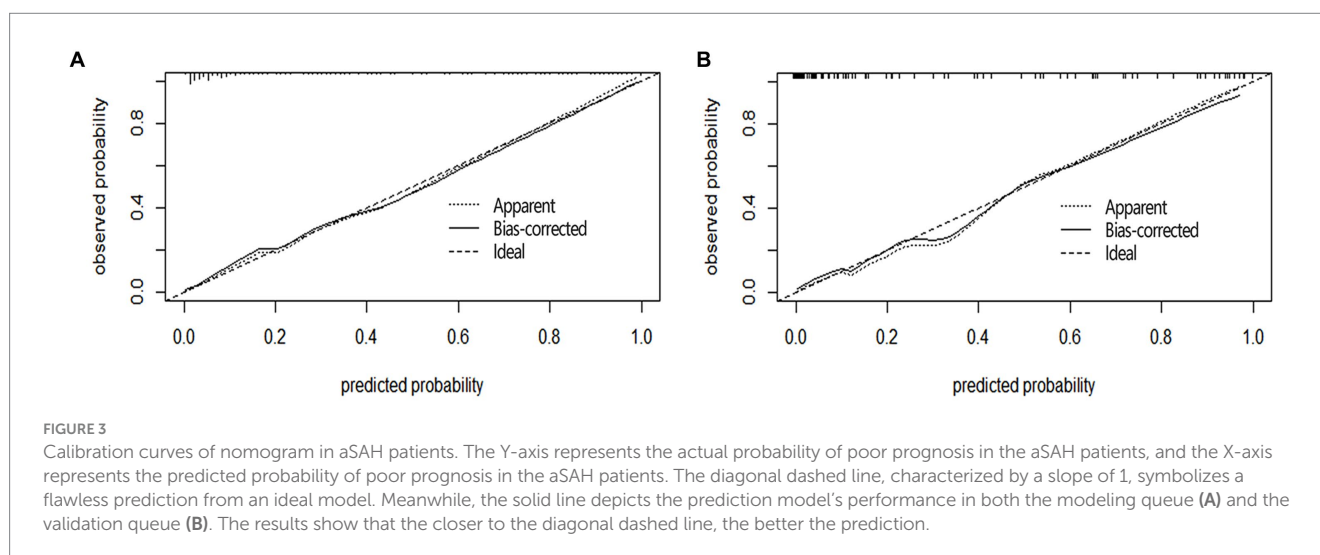 A
observed probability
0.8
0.4
0.0
Apparent
Bias-corrected
Ideal
0.0 0.2 0.4 0.6 0.8 1.0
predicted probability
B
observed probability
0.8
0.4
0.0
Apparent
Bias-corrected
Ideal
0.0 0.2 0.4 0.6 0.8 1.0
predicted probability
FIGURE 3
Calibration curves of nomogram in aSAH patients. The Y-axis represents the actual probability of poor prognosis in the aSAH patients, and the X-axis
represents the predicted probability of poor prognosis in the aSAH patients. The diagonal dashed line, characterized by a slope of 1, symbolizes a
flawless prediction from an ideal model. Meanwhile, the solid line depicts the prediction model’s performance in both the modeling queue (A) and the
validation queue (B). The results show that the closer to the diagonal dashed line, the better the prediction.